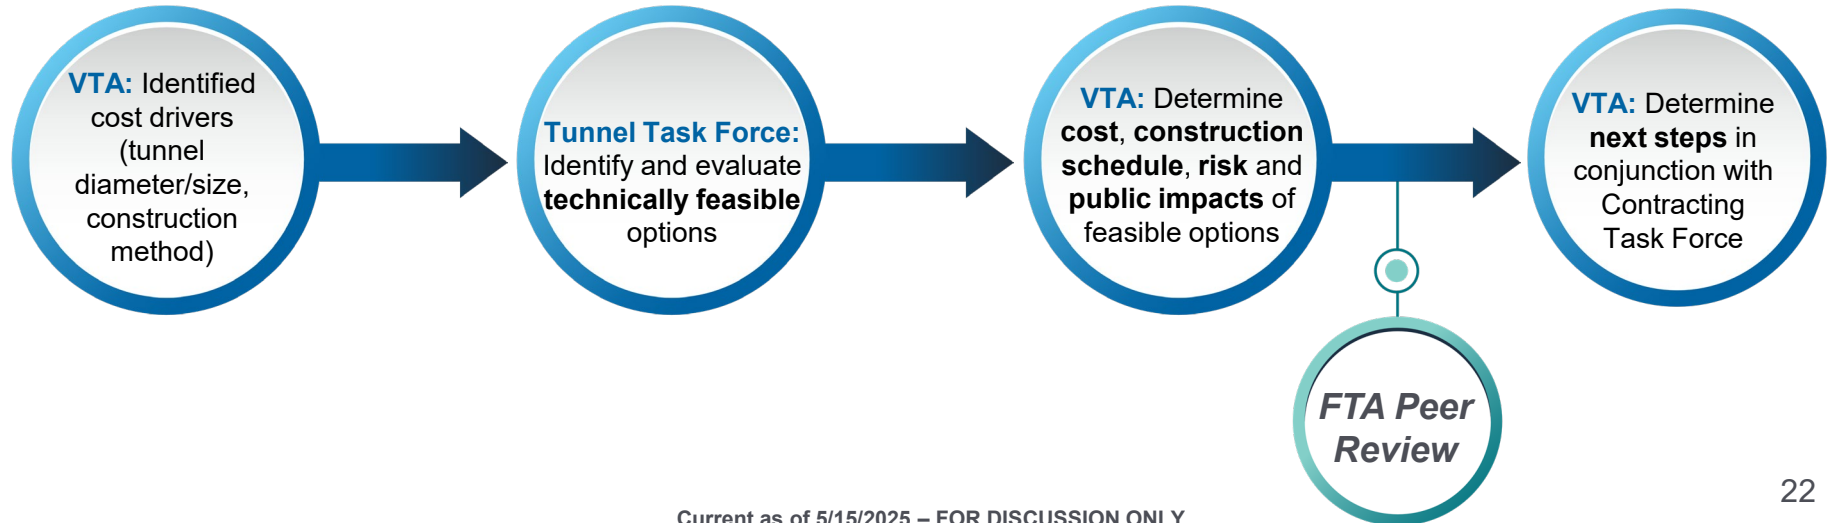 VTA: Identified
cost drivers
(tunnel
diameter/size,
construction
method)
Tunnel Task Force:
Identify and evaluate
technically feasible
options
VTA: Determine
cost, construction
schedule, risk and
public impacts of
feasible options
VTA: Determine
next steps in
conjunction with
Contracting
Task Force
FTA Peer
Review
22
Current as of 5/15/2025 – FOR DISCUSSION ONLY